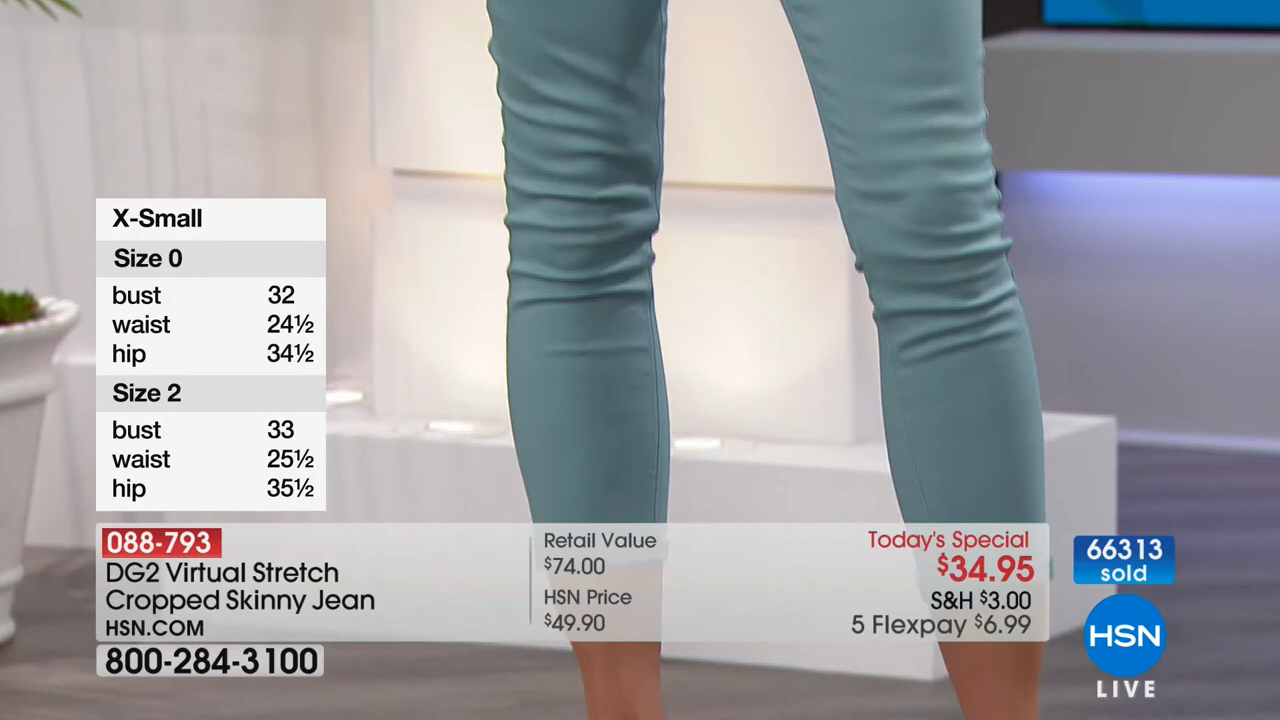 X-Small
Size 0
bust 32
waist 24½
hip 34½
Size 2
bust 33
waist 25½
hip 35½
088-793
DG2 Virtual Stretch
Cropped Skinny Jean
HSN.COM
800-284-3100
Retail Value
$74.00
HSN Price
$49.90
Today's Special
$34.95
S&H $3.00
5 Flexpay $6.99
66313
sold
HSN
LIVE